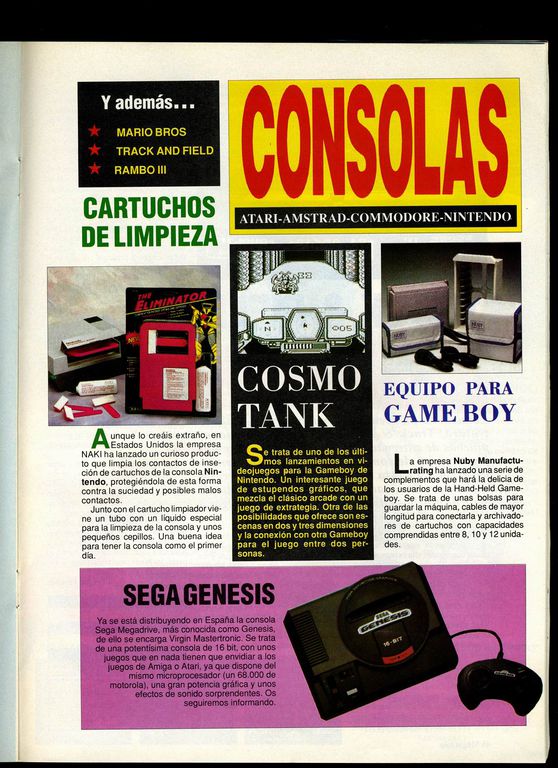 Y además...
★ MARIO BROS
★ TRACK AND FIELD
★ RAMBO III
CONSOLAS
ATARI-AMSTRAD-COMMODORE-NINTENDO
CARTUCHOS
DE LIMPIEZA
THE
ELIMINATOR
Aunque lo creáis extraño, en
Estados Unidos la empresa
NAKI ha lanzado un curioso produc-
to que limpia los contactos de inse-
ción de cartuchos de la consola Nin-
tendo, protegiéndola de esta forma
contra la suciedad y posibles malos
contactos.
Junto con el cartucho limpiador vie-
ne un tubo con un líquido especial
para la limpieza de la consola y unos
pequeños cepillos. Una buena idea
para tener la consola como el primer
día.
N
005
COSMO
TANK
Se trata de uno de los últi-
mos lanzamientos en vi-
deojuegos para la Gameboy de
Nintendo. Un interesante juego
de estupendos gráficos, que
mezcla el clásico arcade con un
juego de extrategia. Otra de las
posibilidades que ofrece son es-
cenas en dos y tres dimensiones
y la conexión con otra Gameboy
para el juego entre dos per-
sonas.
EQUIPO PARA
GAME BOY
La empresa Nuby Manufactu-
rating ha lanzado una serie de
complementos que hará la delicia de
los usuarios de la Hand-Held Game-
boy. Se trata de unas bolsas para
guardar la máquina, cables de mayor
longitud para conectarla y archivado-
res de cartuchos con capacidades
comprendidas entre 8, 10 y 12 unida-
des.
SEGA GENESIS
Ya se está distribuyendo en España la consola
Sega Megadrive, más conocida como Genesis,
de ello se encarga Virgin Mastertronic. Se trata
de una potentísima consola de 16 bit, con unos
juegos que en nada tienen que envidiar a los
juegos de Amiga o Atari, ya que dispone del
mismo microprocesador (un 68.000 de
motorola), una gran potencia gráfica y unos
efectos de sonido sorprendentes. Os
seguiremos informando.
SEGA
GENESIS
16-BIT